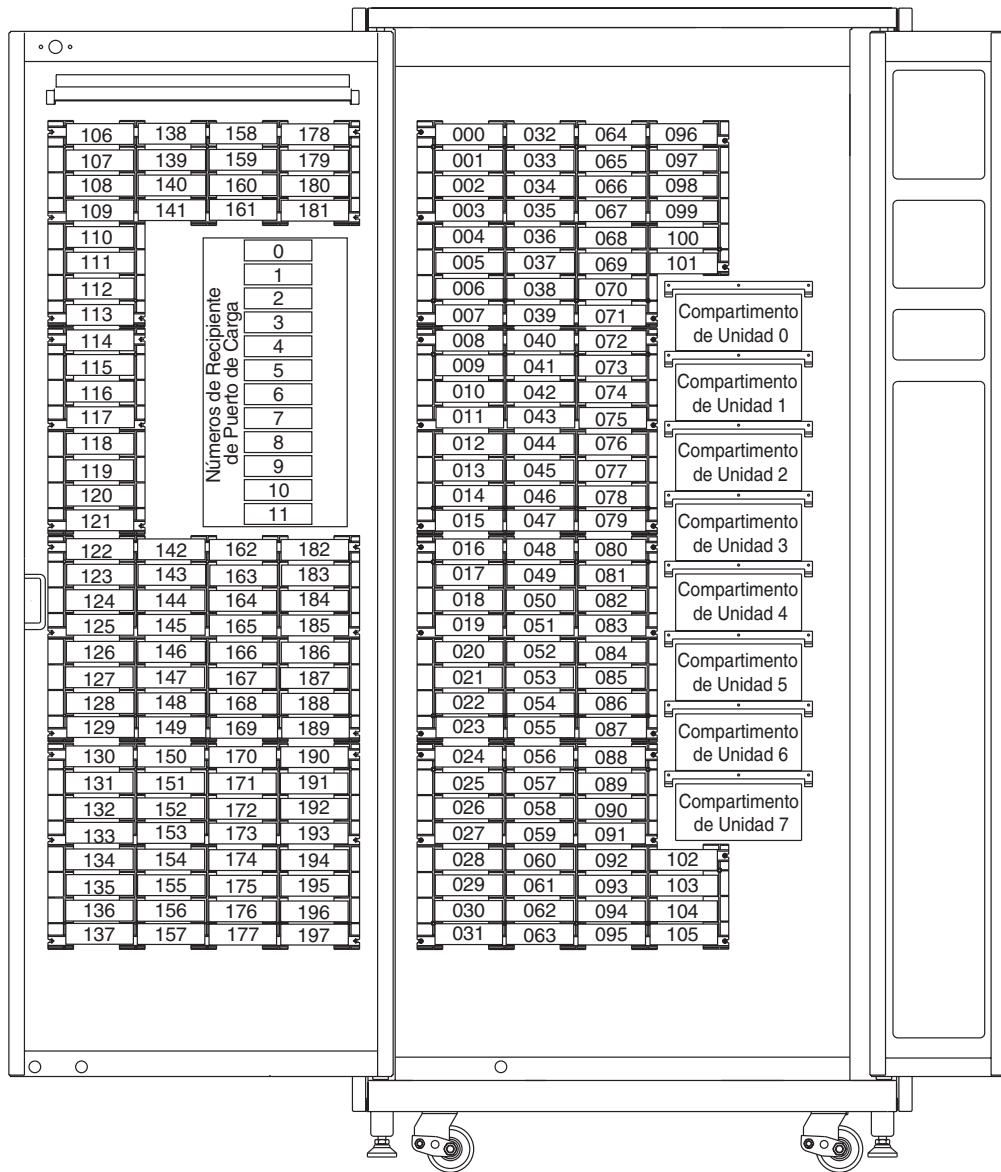 106 138 158 178
107 139 159 179
108 140 160 180
109 141 161 181
110
111
112
113
114
115
116
117
118
119
120
121
Números de Recipiente
de Puerto de Carga
0
1
2
3
4
5
6
7
8
9
10
11
122 142 162 182
123 143 163 183
124 144 164 184
125 145 165 185
126 146 166 186
127 147 167 187
128 148 168 188
129 149 169 189
130 150 170 190
131 151 171 191
132 152 172 192
133 153 173 193
134 154 174 194
135 155 175 195
136 156 176 196
137 157 177 197
000 032 064 096
001 033 065 097
002 034 066 098
003 035 067 099
004 036 068 100
005 037 069 101
006 038 070
007 039 071
008 040 072
009 041 073
010 042 074
011 043 075
012 044 076
013 045 077
014 046 078
015 047 079
016 048 080
017 049 081
018 050 082
019 051 083
020 052 084
021 053 085
022 054 086
023 055 087
024 056 088
025 057 089
026 058 090
027 059 091
028 060 092 102
029 061 093 103
030 062 094 104
031 063 095 105
Compartimento
de Unidad 0
Compartimento
de Unidad 1
Compartimento
de Unidad 2
Compartimento
de Unidad 3
Compartimento
de Unidad 4
Compartimento
de Unidad 5
Compartimento
de Unidad 6
Compartimento
de Unidad 7